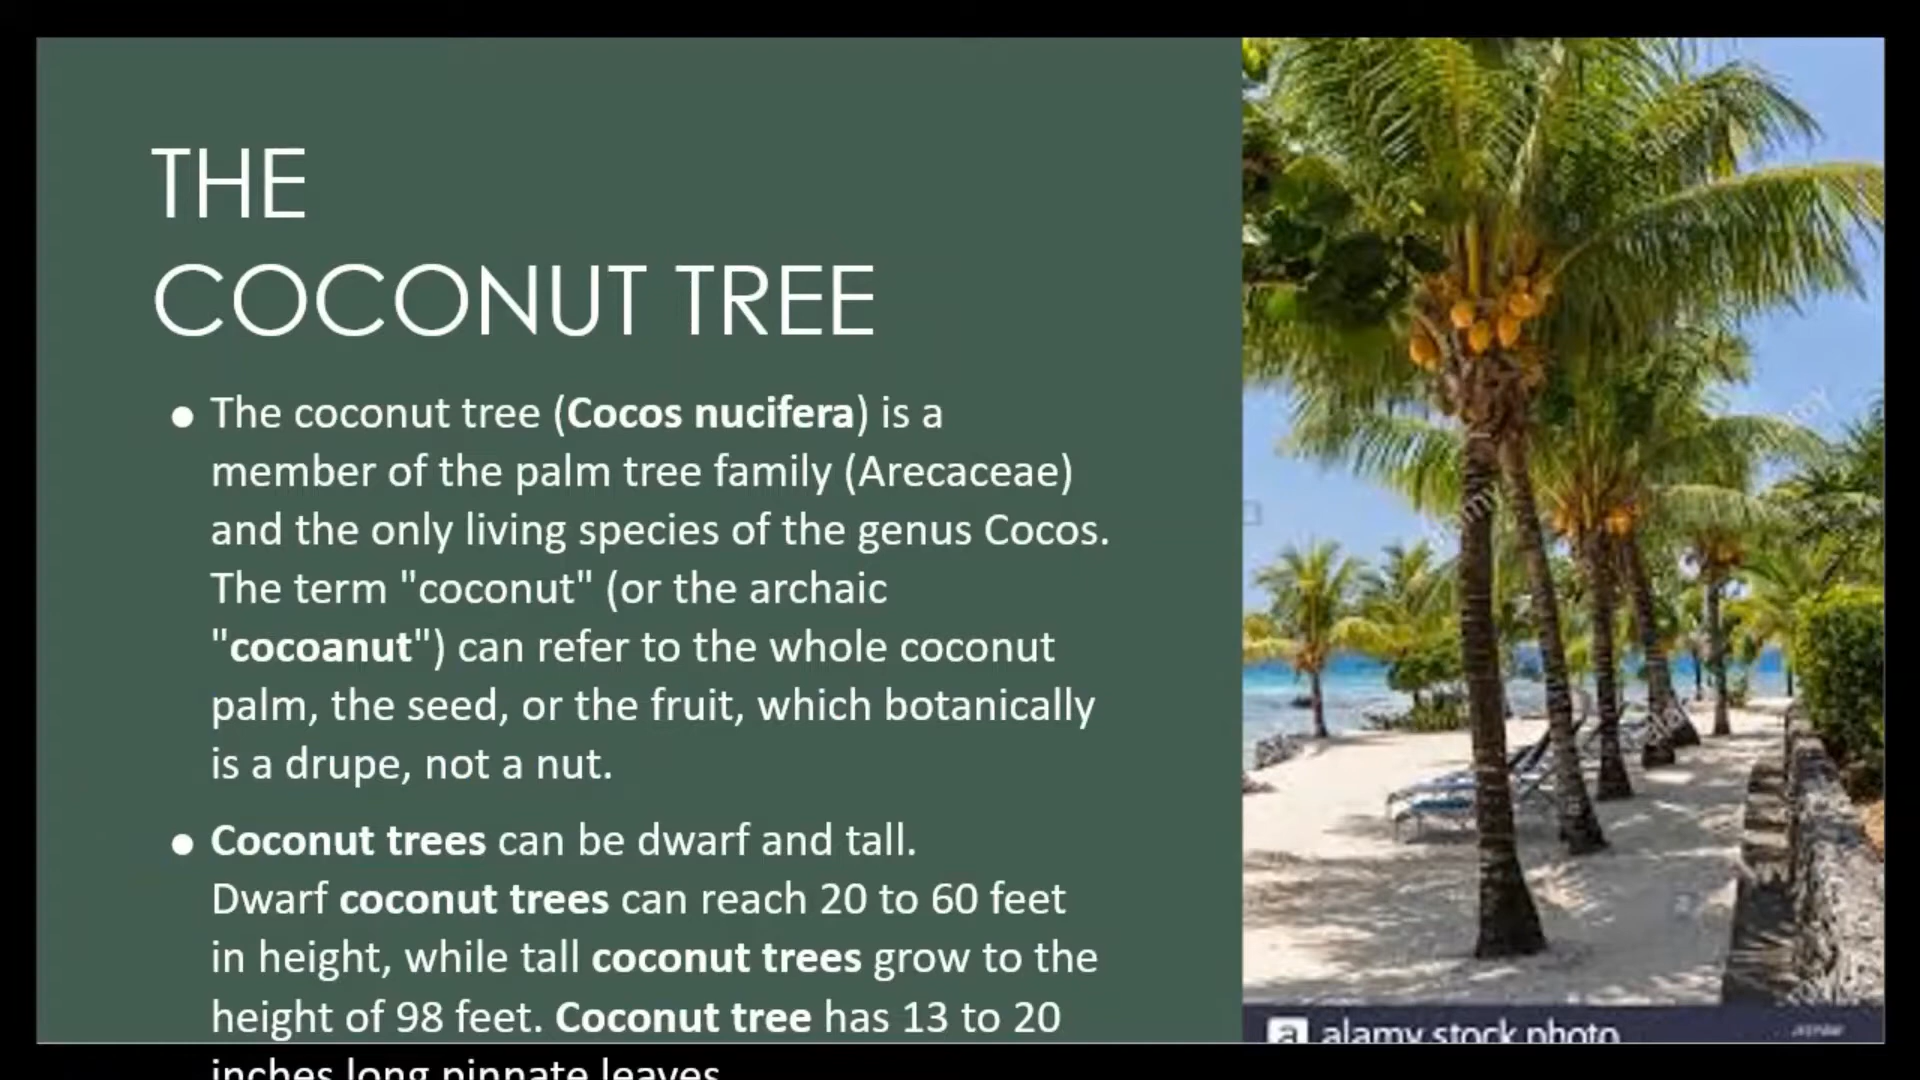 THE
COCONUT TREE
● The coconut tree (Cocos nucifera) is a
member of the palm tree family (Arecaceae)
and the only living species of the genus Cocos.
The term "coconut" (or the archaic
"cocoanut") can refer to the whole coconut
palm, the seed, or the fruit, which botanically
is a drupe, not a nut.
● Coconut trees can be dwarf and tall.
Dwarf coconut trees can reach 20 to 60 feet
in height, while tall coconut trees grow to the
height of 98 feet. Coconut tree has 13 to 20
inches long pinnate leaves.
a alamy stock photo